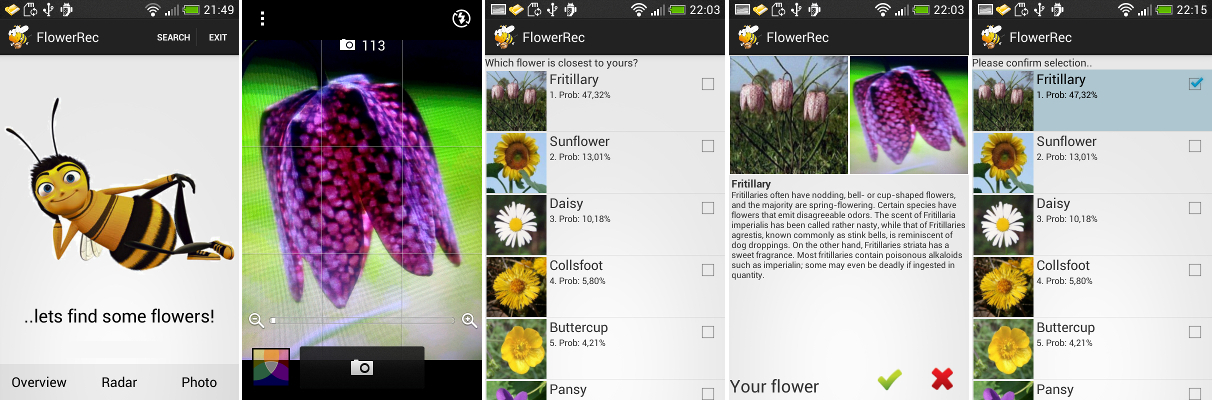 21:49
FlowerRec
SEARCH
EXIT
..lets find some flowers!
Overview
Radar
Photo
113
22:03
FlowerRec
Which flower is closest to yours?
Fritillary
1. Prob: 47,32%
Sunflower
2. Prob: 13,01%
Daisy
3. Prob: 10,18%
Collsfoot
4. Prob: 5,80%
Buttercup
5. Prob: 4,21%
Pansy
22:03
FlowerRec
Fritillary
Fritillaries often have nodding, bell- or cup-shaped flowers,
and the majority are spring-flowering. Certain species have
flowers that emit disagreeable odors. The scent of Fritillaria
imperialis has been called rather nasty, while that of Fritillaries
agrestis, known commonly as stink bells, is reminiscent of
dog droppings. On the other hand, Fritillaries striata has a
sweet fragrance. Most fritillaries contain poisonous alkaloids
such as imperialin; some may even be deadly if ingested in
quantity.
Your flower
22:15
FlowerRec
Please confirm selection..
Fritillary
1. Prob: 47,32%
Sunflower
2. Prob: 13,01%
Daisy
3. Prob: 10,18%
Collsfoot
4. Prob: 5,80%
Buttercup
5. Prob: 4,21%
Pansy